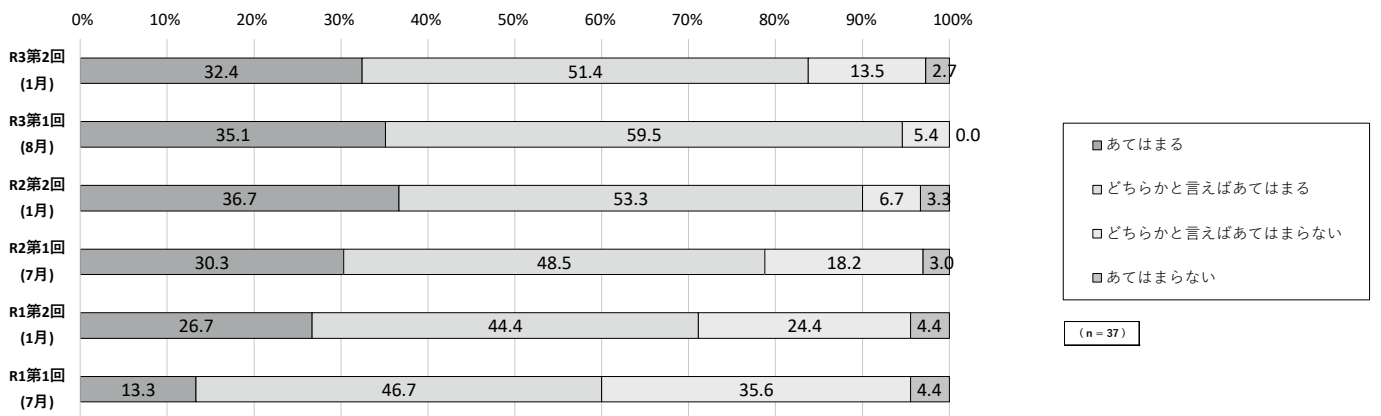 0% 10% 20% 30% 40% 50% 60% 70% 80% 90% 100%
R3第2回
(1月)
32.4 51.4 13.5 2.7
R3第1回
(8月)
35.1 59.5 5.4 0.0
R2第2回
(1月)
36.7 53.3 6.7 3.3
R2第1回
(7月)
30.3 48.5 18.2 3.0
R1第2回
(1月)
26.7 44.4 24.4 4.4
R1第1回
(7月)
13.3 46.7 35.6 4.4
あてはまる
どちらかと言えばあてはまる
どちらかと言えばあてはまらない
あてはまらない
(n = 37)